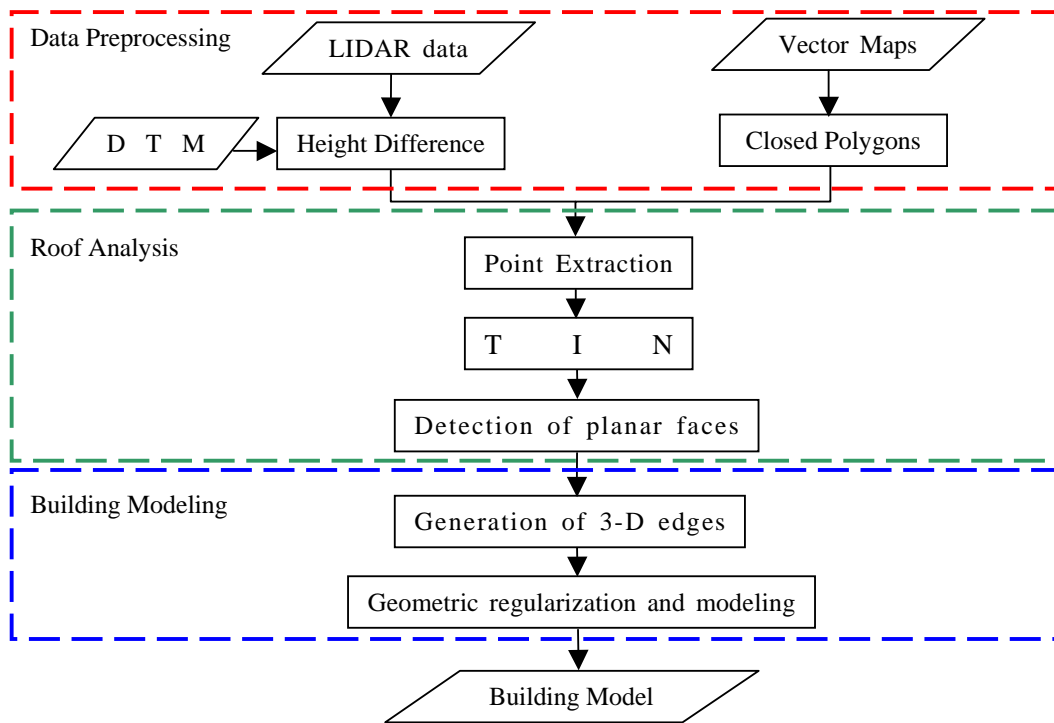 Data Preprocessing
LIDAR data
Vector Maps
D T M
Height Difference
Closed Polygons
Roof Analysis
Point Extraction
T I N
Detection of planar faces
Building Modeling
Generation of 3-D edges
Geometric regularization and modeling
Building Model